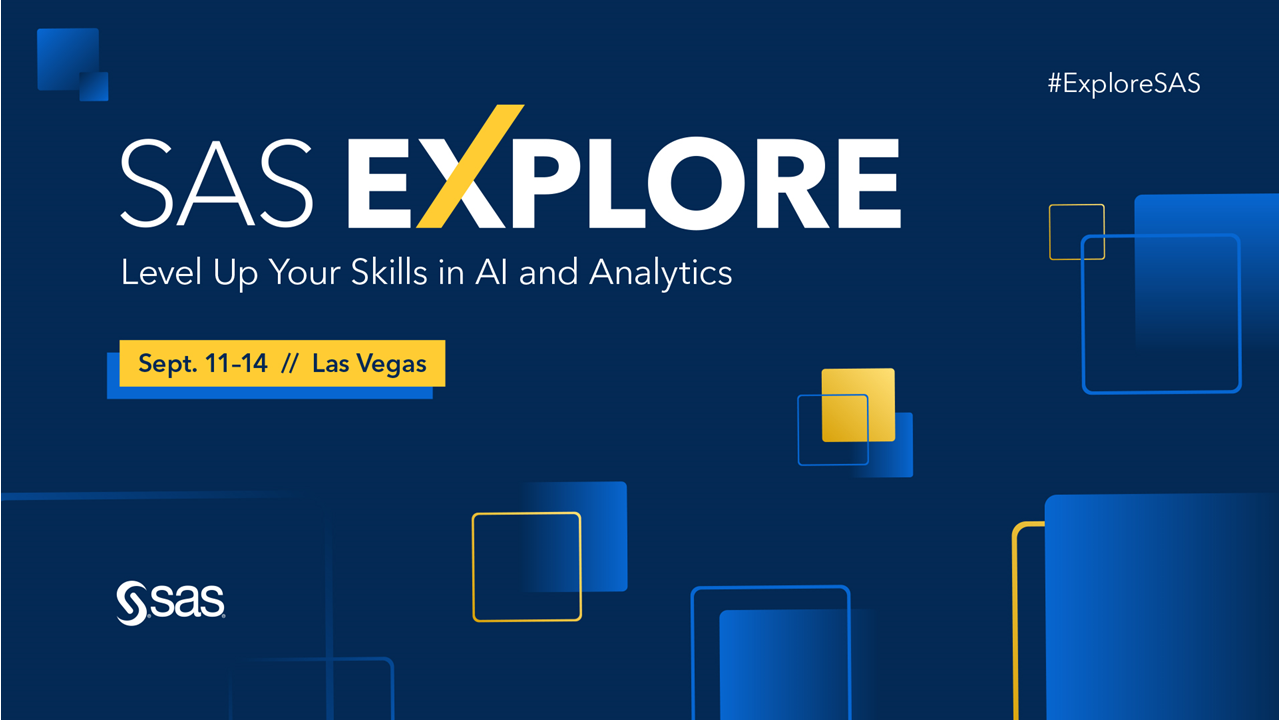 #ExploreSAS
SAS EXPLORE
Level Up Your Skills in AI and Analytics
Sept. 11–14 // Las Vegas
sas